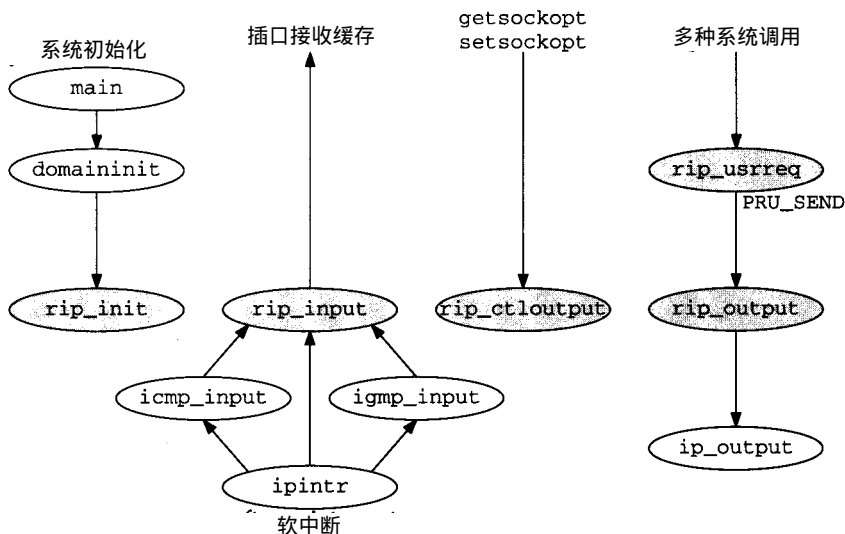 系统初始化
插口接收缓存
getsockopt
setsockopt
多种系统调用
main
domaininit
rip_usrreq
PRU_SEND
rip_init
rip_input
rip_ctloutput
rip_output
icmp_input
igmp_input
ip_output
ipintr
软中断